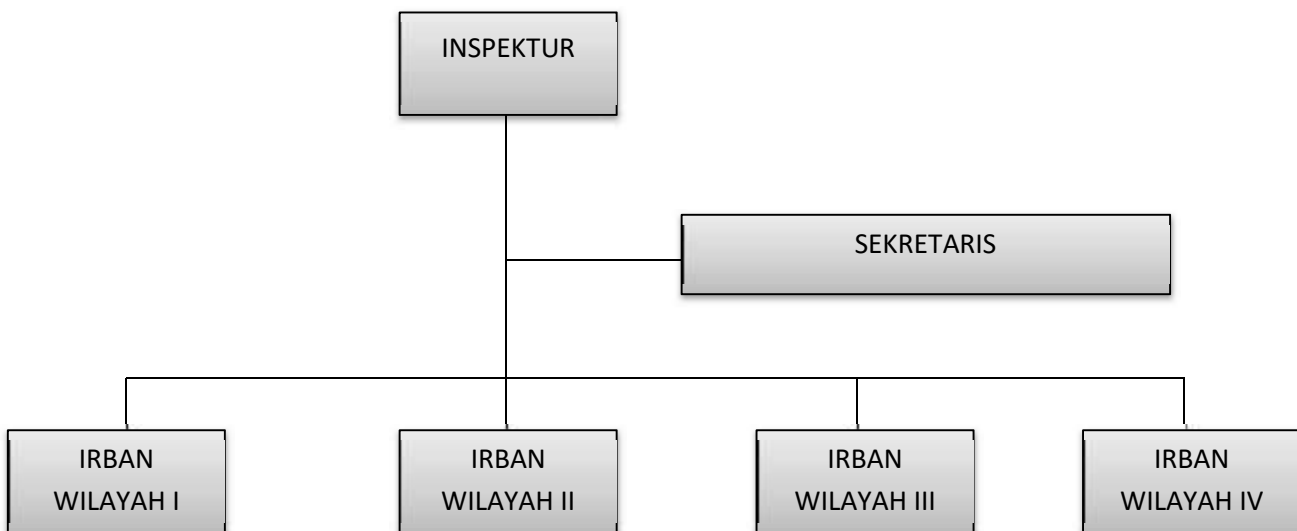 INSPEKTUR
SEKRETARIS
IRBAN
WILAYAH I
IRBAN
WILAYAH II
IRBAN
WILAYAH III
IRBAN
WILAYAH IV